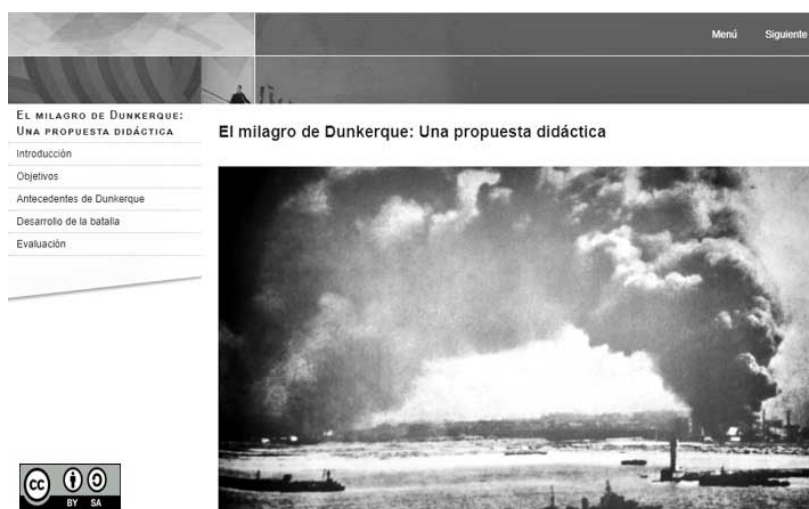 Menú Siguiente
EL MILAGRO DE DUNKERQUE:
UNA PROPUESTA DIDÁCTICA
Introducción
Objetivos
Antecedentes de Dunkerque
Desarrollo de la batalla
Evaluación
El milagro de Dunkerque: Una propuesta didáctica
cc
BY SA